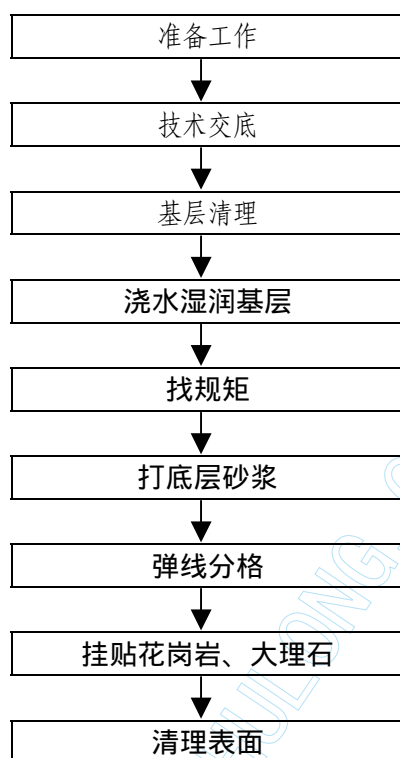 准备工作
技术交底
基层清理
浇水湿润基层
找规矩
打底层砂浆
弹线分格
挂贴花岗岩、大理石
清理表面